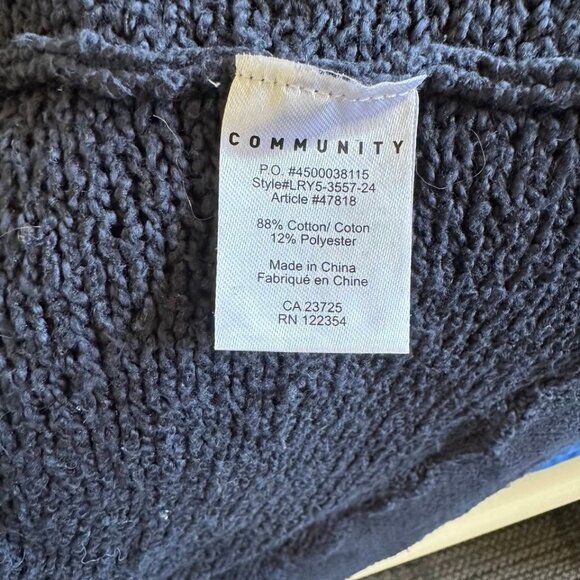 COMMUNITY
P.O. #4500038115
Style#LRY5-3557-24
Article #47818
88% Cotton/ Coton
12% Polyester
Made in China
Fabriqué en Chine
CA 23725
RN 122354